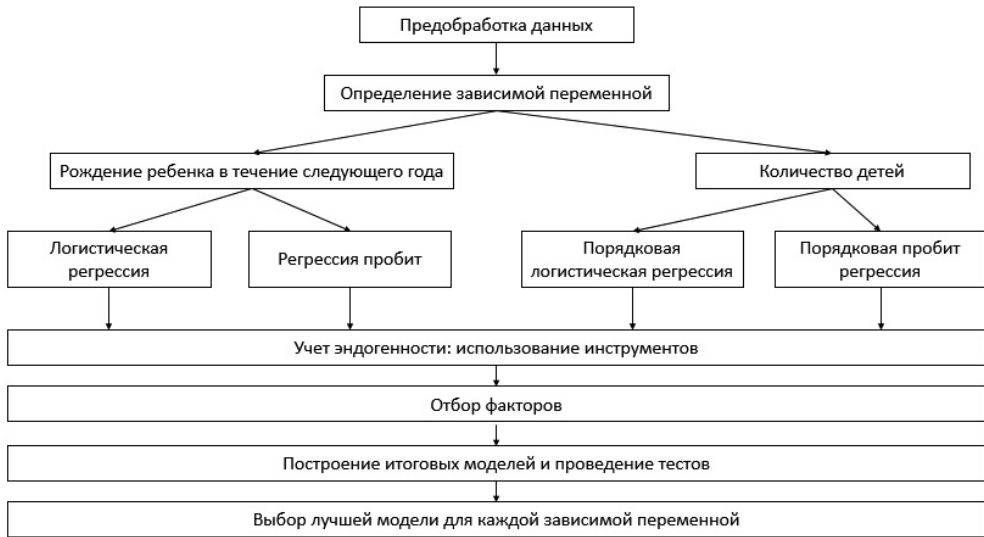 Предобработка данных
Определение зависимой переменной
Рождение ребенка в течение следующего года
Количество детей
Логистическая
регрессия
Регрессия пробит
Порядковая
логистическая регрессия
Порядковая пробит
регрессия
Учет эндогенности: использование инструментов
Отбор факторов
Построение итоговых моделей и проведение тестов
Выбор лучшей модели для каждой зависимой переменной